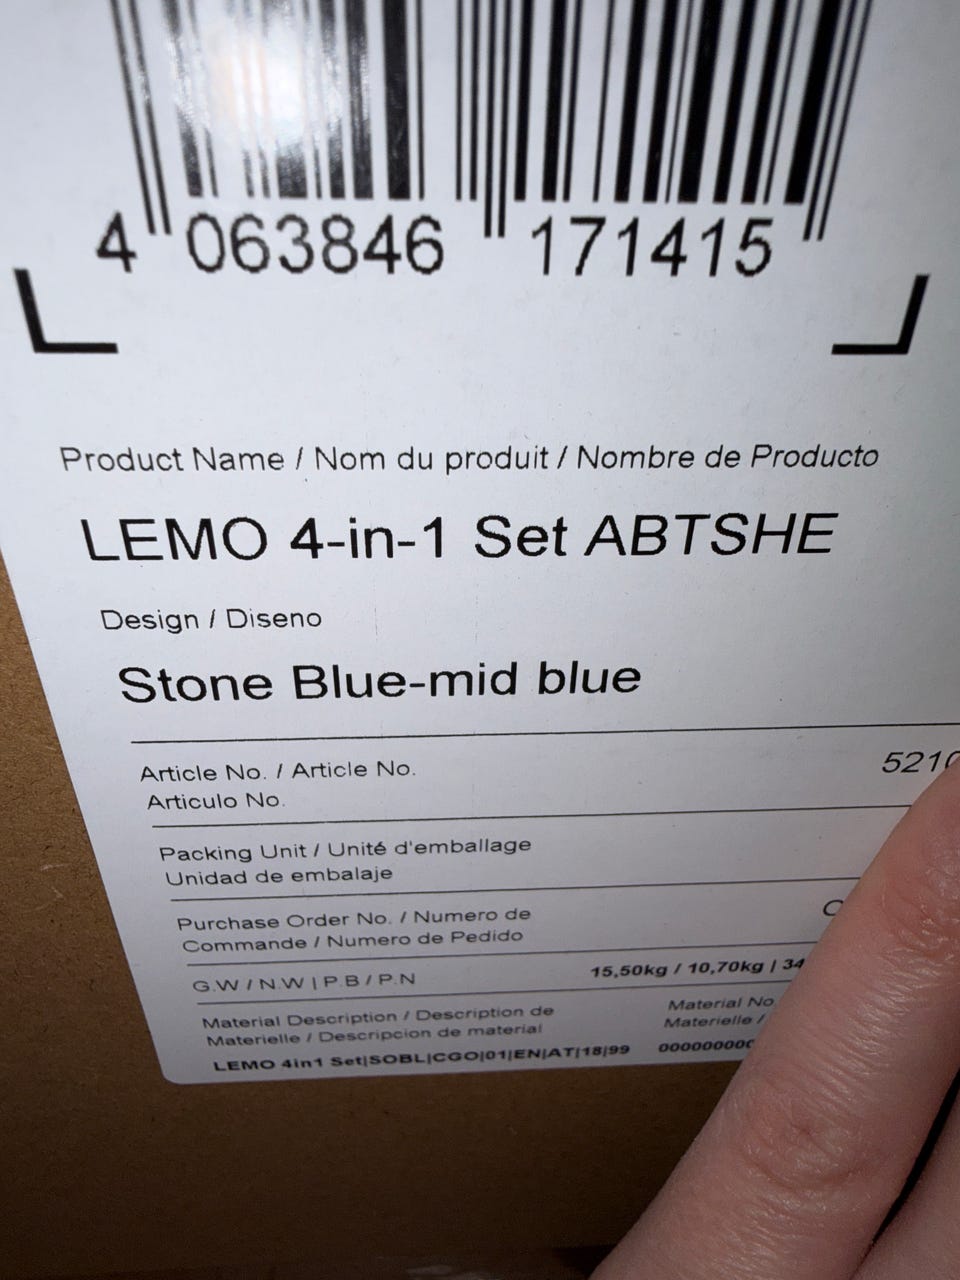 4 063846 171415
Product Name / Nom du produit / Nombre de Producto
LEMO 4-in-1 Set ABTSHE
Design / Diseno
Stone Blue-mid blue
Article No. / Article No.
Articulo No.
Packing Unit / Unité d'emballage
Unidad de embalaje
Purchase Order No. / Numero de
Commande / Numero de Pedido
G.W / N.W | P.B / P.N 15,50kg / 10,70kg |
Material Description / Description de
Materielle / Descripcion de material
Material No
Materielle /
LEMO 4in1 Set|SOBL|CGO|01|EN|AT|18|99